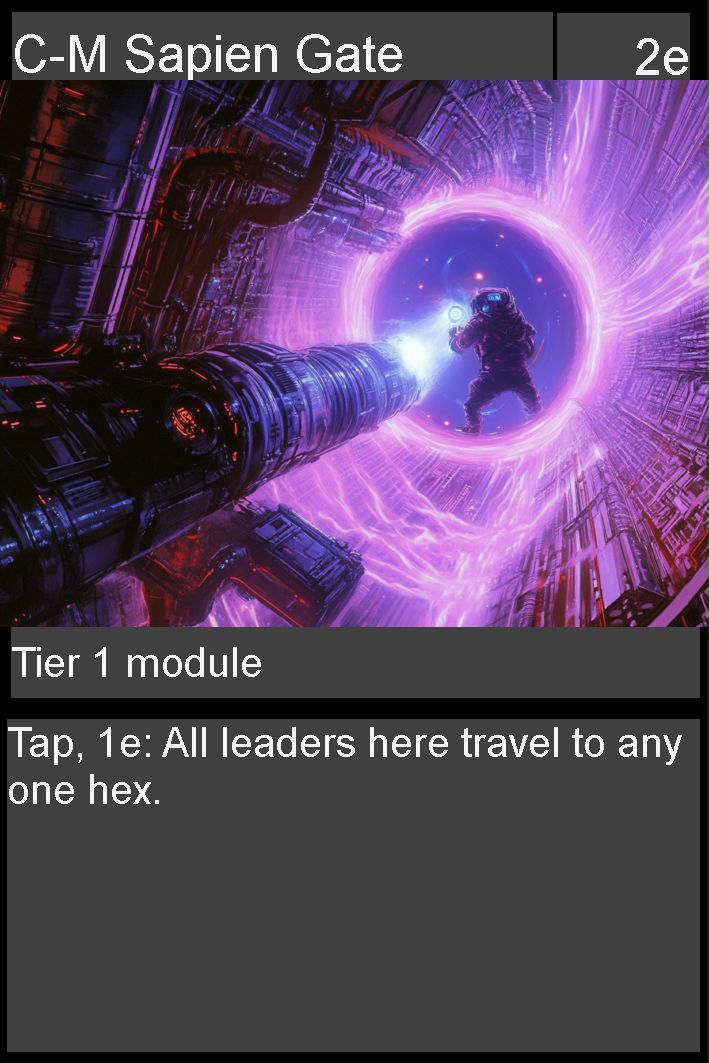 C-M Sapien Gate
2e
Tier 1 module
Tap, 1e: All leaders here travel to any
one hex.